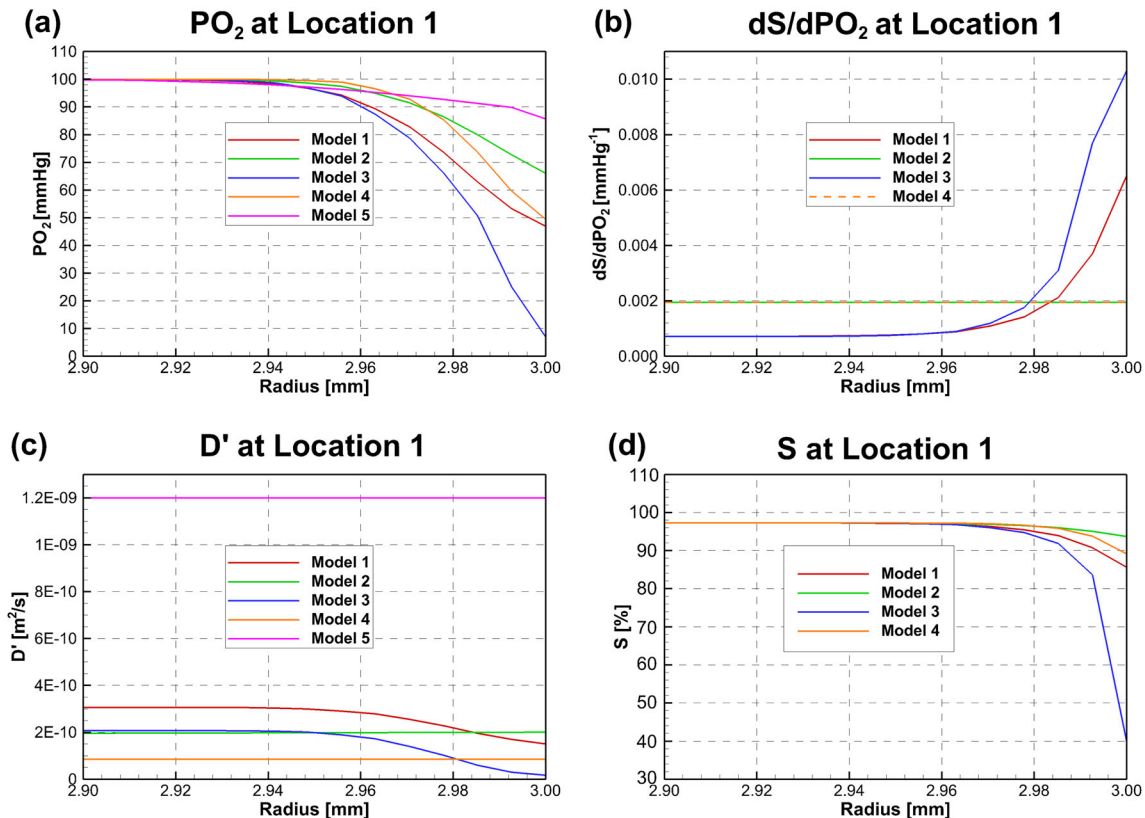 (a) PO₂ at Location 1
110
100
90
80
70
60
50
40
30
20
10
0
PO₂ [mmHg]
Model 1
Model 2
Model 3
Model 4
Model 5
2.90 2.92 2.94 2.96 2.98 3.00
Radius [mm]
(b) dS/dPO₂ at Location 1
0.010
0.008
0.006
0.004
0.002
0.000
dS/dPO₂ [mmHg⁻¹]
Model 1
Model 2
Model 3
Model 4
2.90 2.92 2.94 2.96 2.98 3.00
Radius [mm]
(c) D' at Location 1
1.2E-09
1E-09
8E-10
6E-10
4E-10
2E-10
0
D' [m²/s]
Model 1
Model 2
Model 3
Model 4
Model 5
2.90 2.92 2.94 2.96 2.98 3.00
Radius [mm]
(d) S at Location 1
110
100
90
80
70
60
50
40
30
S [%]
Model 1
Model 2
Model 3
Model 4
2.90 2.92 2.94 2.96 2.98 3.00
Radius [mm]